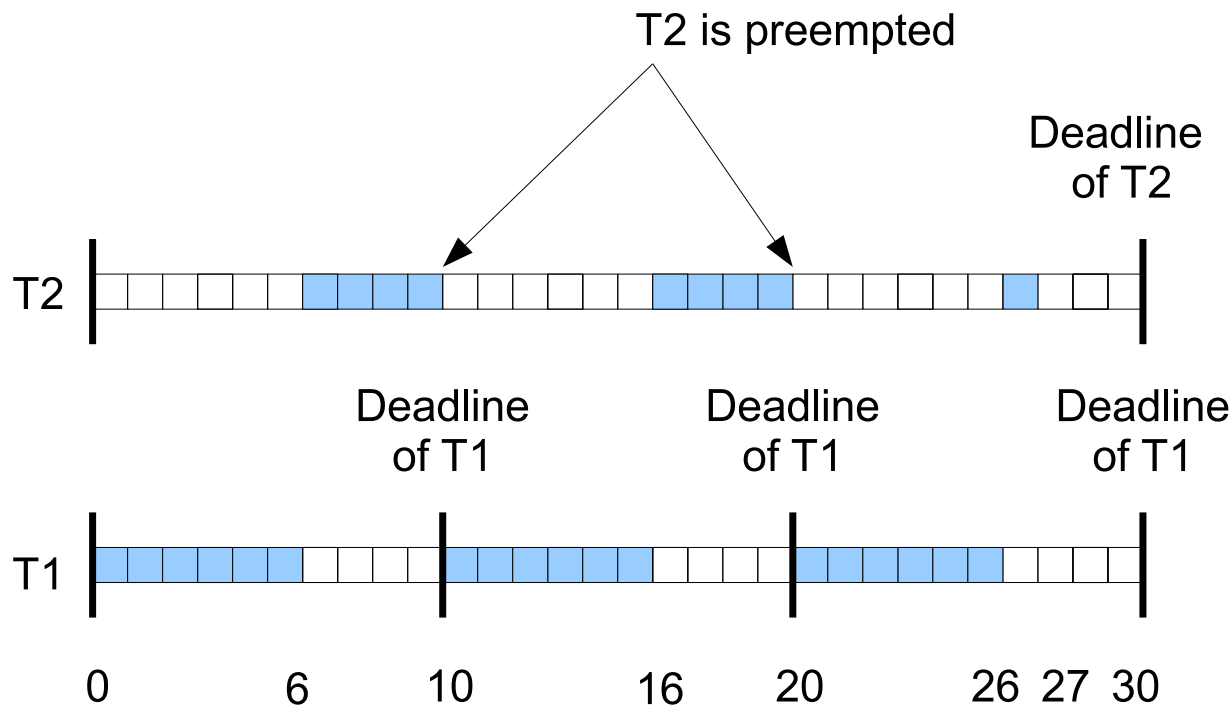 T2 is preempted
Deadline
of T2
T2
Deadline
of T1
Deadline
of T1
Deadline
of T1
T1
0 6 10 16 20 26 27 30